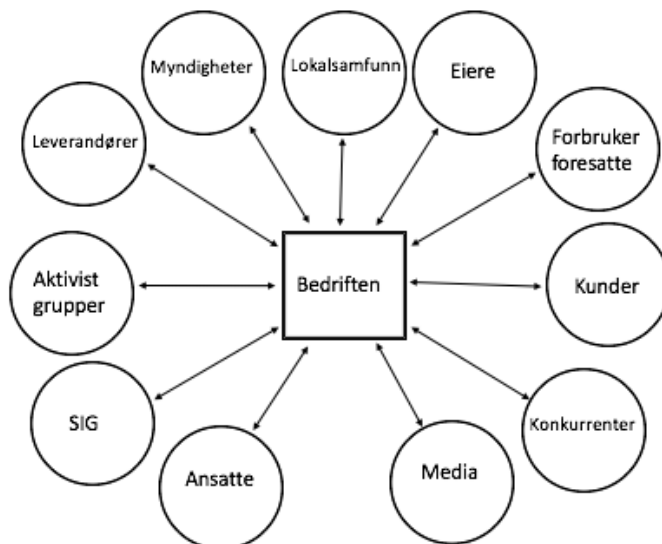 Myndigheter
Lokalsamfunn
Eiere
Leverandører
Forbruker
foresatte
Aktivist
grupper
Bedriften
Kunder
SIG
Konkurrenter
Ansatte
Media